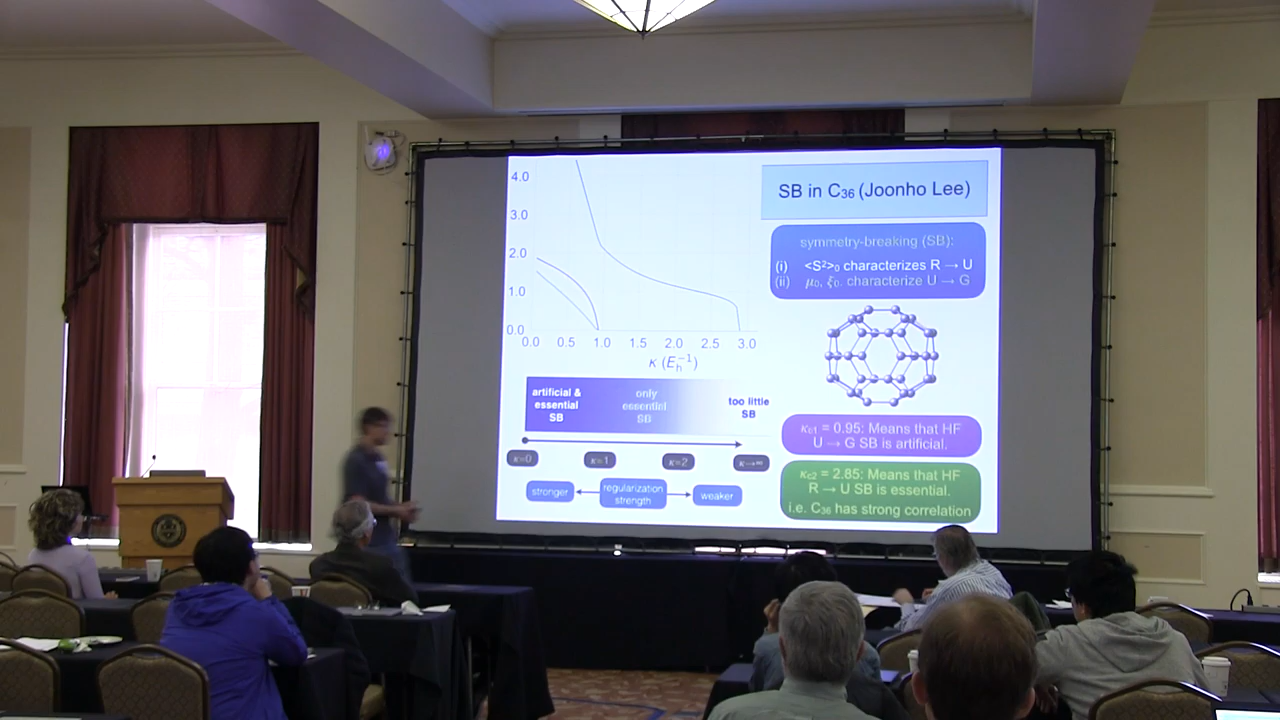 4.0
3.0
2.0
1.0
0.0
0.0 0.5 1.0 1.5 2.0 2.5 3.0
κ (E_h^-1)
artificial &
essential
SB
only
essential
SB
too little
SB
κ=0 κ=1 κ=2 κ→∞
stronger
regularization
strength
weaker
SB in C36 (Joonho Lee)
symmetry-breaking (SB):
(i) <S²>0 characterizes R → U
(ii) μ0, ξ0, characterize U → G
κc1 = 0.95: Means that HF
U → G SB is artificial.
κc2 = 2.85: Means that HF
R → U SB is essential.
i.e. C36 has strong correlation